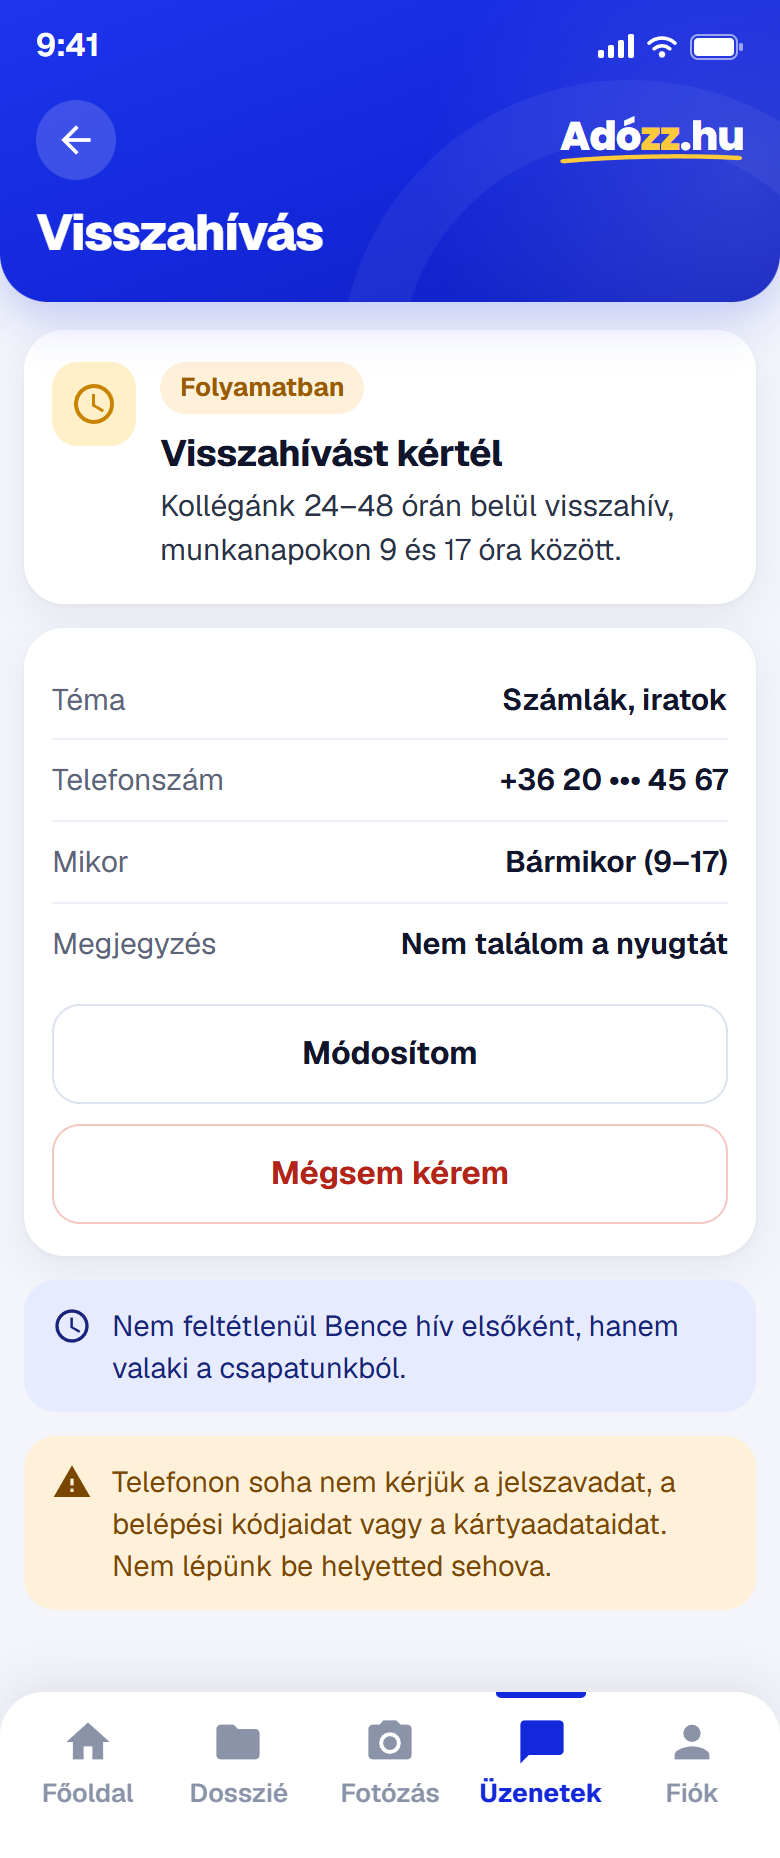 9:41
Adózz.hu
Visszahívás
Folyamatban
Visszahívást kértél
Kollégánk 24–48 órán belül visszahív,
munkanapokon 9 és 17 óra között.
Téma Számlák, iratok
Telefonszám +36 20 ••• 45 67
Mikor Bármikor (9–17)
Megjegyzés Nem találom a nyugtát
Módosítom
Mégsem kérem
Nem feltétlenül Bence hív elsőként, hanem
valaki a csapatunkból.
Telefonon soha nem kérjük a jelszavadat, a
belépési kódjaidat vagy a kártyaadataidat.
Nem lépünk be helyetted sehova.
Főoldal Dosszié Fotózás Üzenetek Fiók